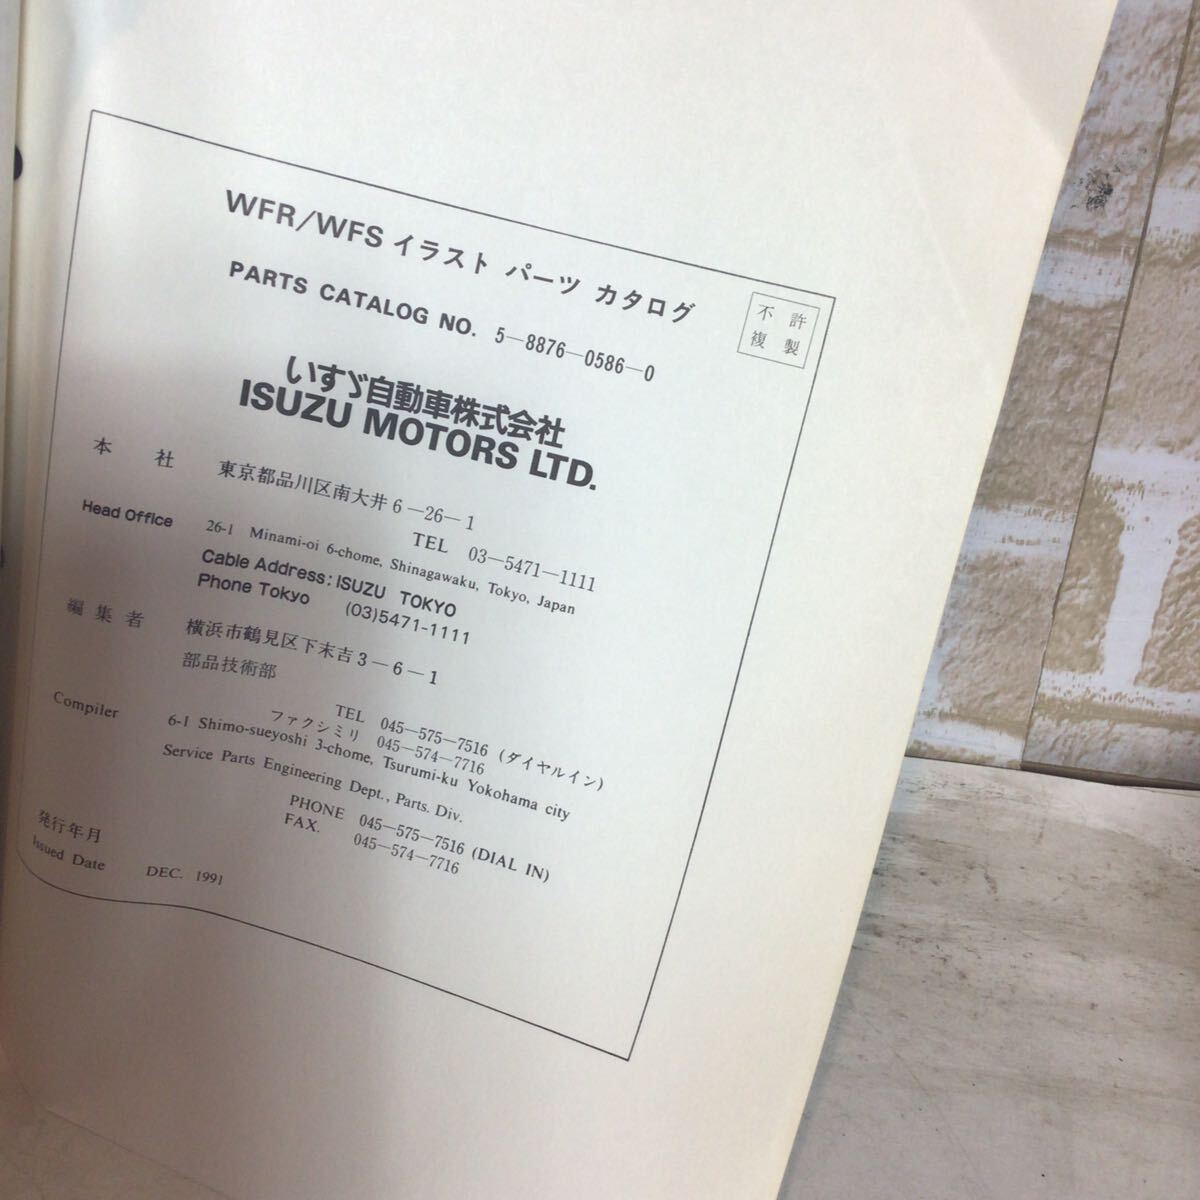 WFR/WFS イラスト パーツ カタログ
PARTS CATALOG NO. 5—8876—0586—0
不許
複製
いすゞ自動車株式会社
ISUZU MOTORS LTD.
本 社 東京都品川区南大井6—26—1
TEL 03—5471—1111
Head Office 26-1 Minami-oi 6-chome, Shinagawaku, Tokyo, Japan
Cable Address: ISUZU TOKYO
Phone Tokyo (03)5471-1111
編集者 横浜市鶴見区下末吉3—6—1
部品技術部
TEL 045—575—7516 (ダイヤルイン)
ファクシミリ 045—574—7716
Compiler 6-1 Shimo-sueyoshi 3-chome, Tsurumi-ku Yokohama city
Service Parts Engineering Dept., Parts. Div.
PHONE 045—575—7516 (DIAL IN)
FAX. 045—574—7716
発行年月
Issued Date DEC. 1991